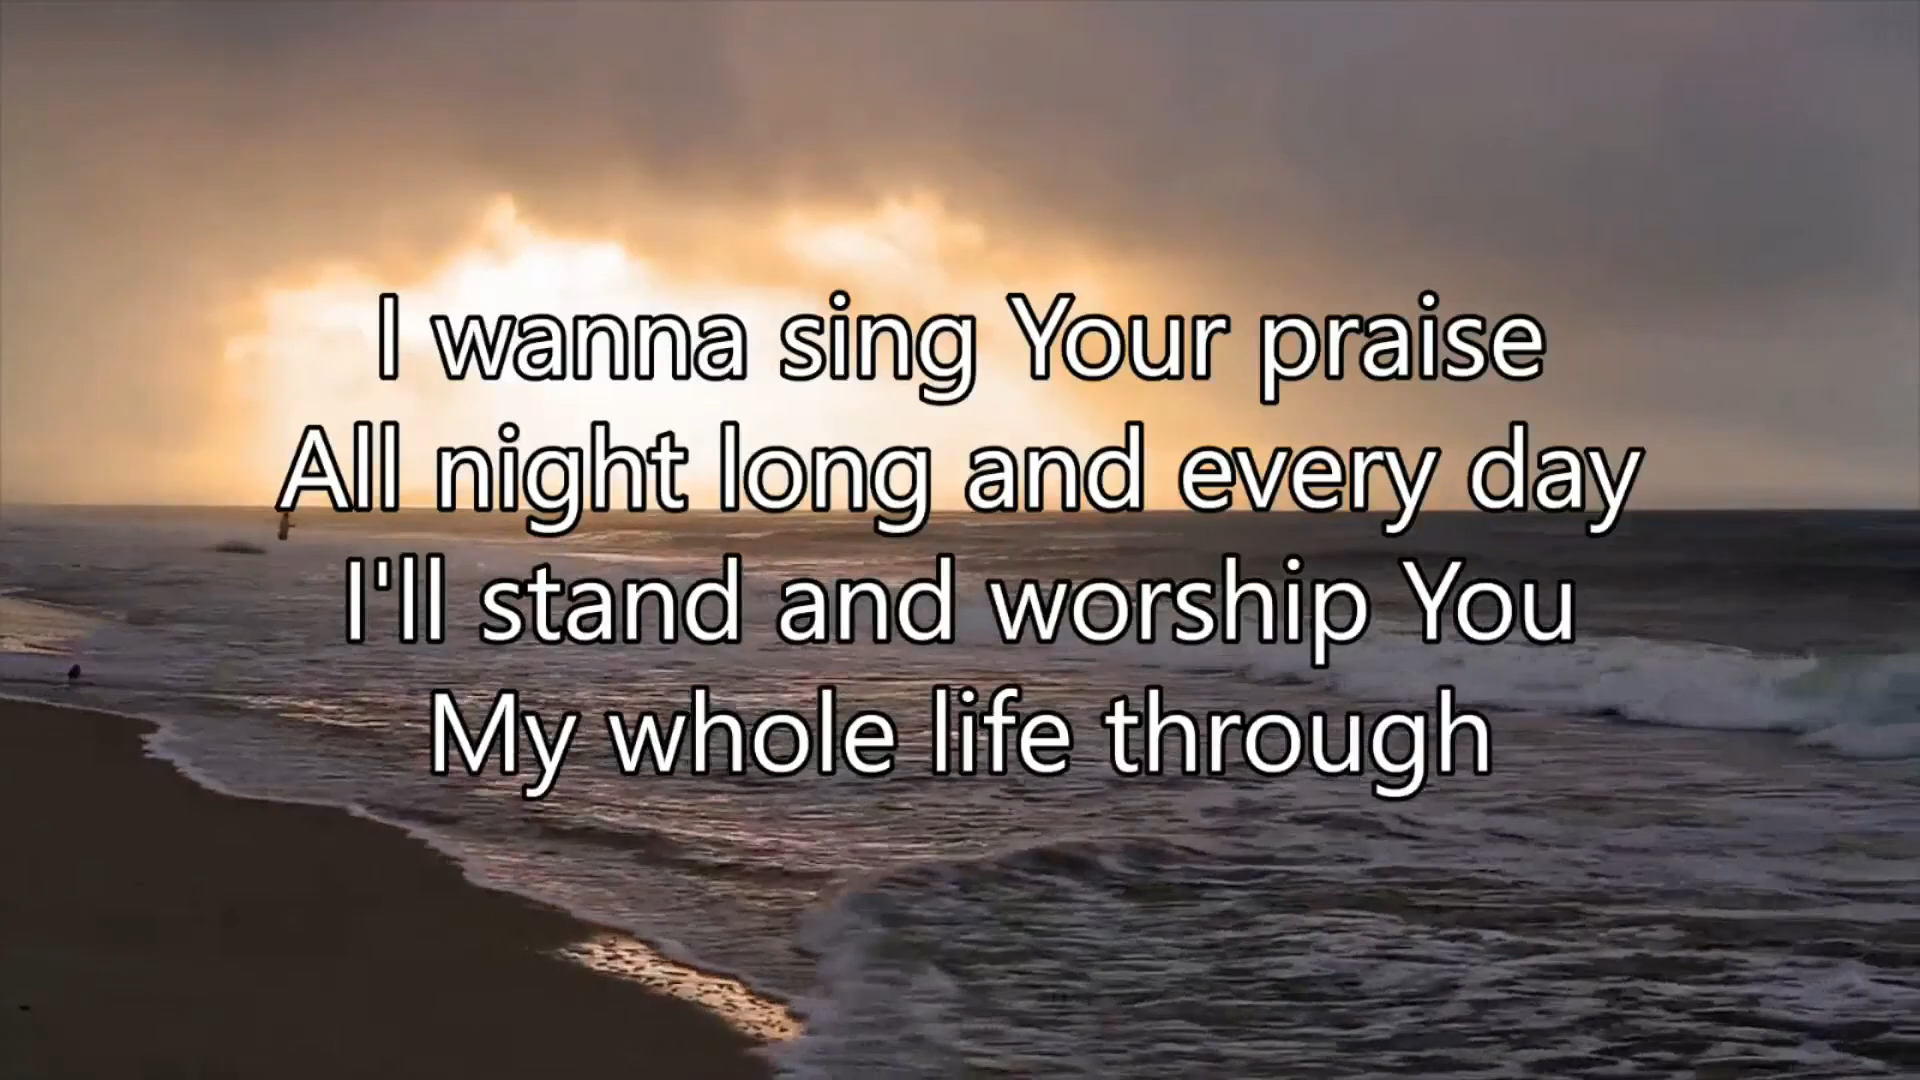 I wanna sing Your praise
All night long and every day
I'll stand and worship You
My whole life through